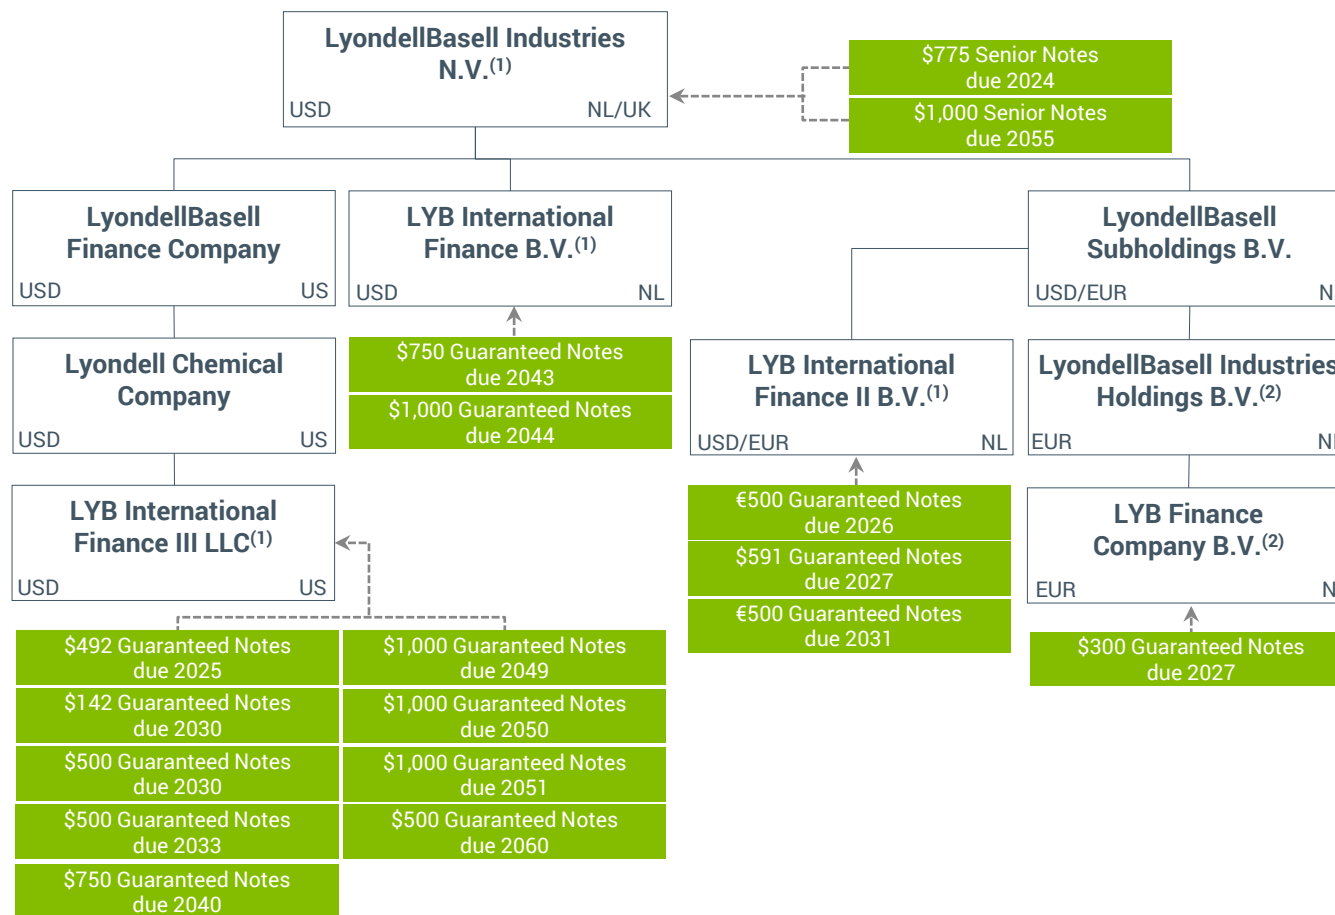 LyondellBasell Industries
N.V.(1)
USD NL/UK
$775 Senior Notes
due 2024
$1,000 Senior Notes
due 2055
LyondellBasell
Finance Company
USD US
LYB International
Finance B.V.(1)
USD NL
LyondellBasell
Subholdings B.V.
USD/EUR N
$750 Guaranteed Notes
due 2043
$1,000 Guaranteed Notes
due 2044
Lyondell Chemical
Company
USD US
LYB International
Finance II B.V.(1)
USD/EUR NL
LyondellBasell Industries
Holdings B.V.(2)
EUR NL
LYB International
Finance III LLC(1)
USD US
€500 Guaranteed Notes
due 2026
$591 Guaranteed Notes
due 2027
€500 Guaranteed Notes
due 2031
LYB Finance
Company B.V.(2)
EUR N
$300 Guaranteed Notes
due 2027
$492 Guaranteed Notes
due 2025
$142 Guaranteed Notes
due 2030
$500 Guaranteed Notes
due 2030
$500 Guaranteed Notes
due 2033
$750 Guaranteed Notes
due 2040
$1,000 Guaranteed Notes
due 2049
$1,000 Guaranteed Notes
due 2050
$1,000 Guaranteed Notes
due 2051
$500 Guaranteed Notes
due 2060